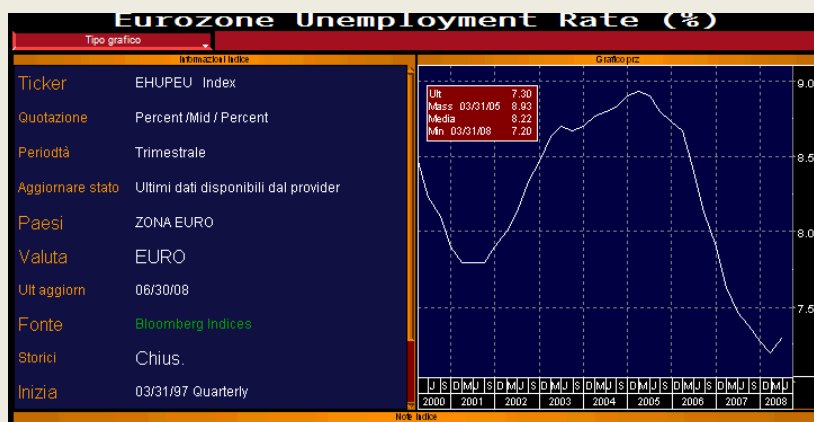 Eurozone Unemployment Rate (%)
Tipo grafico
Informazioni Indice
Grafico prz
Ticker EHUPEU Index
Quotazione Percent/Mid / Percent
Periodtà Trimestrale
Aggiornare stato Ultimi dati disponibili dal provider
Paesi ZONA EURO
Valuta EURO
Ult aggiorn 06/30/08
Fonte Bloomberg Indices
Storici Chius.
Inizia 03/31/97 Quarterly
Ult 7.30
Mass 03/31/05 8.93
Media 8.22
Min 03/31/08 7.20
9.0
8.5
8.0
7.5
J S D M J S D M J S D M J S D M J S D M J S D M J S D M J S D M J
2000 2001 2002 2003 2004 2005 2006 2007 2008
Note Indice